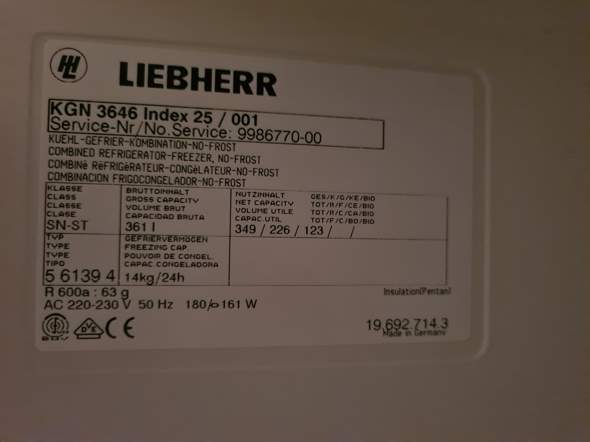 LIEBHERR
KGN 3646 Index 25 / 001
Service-Nr/No.Service: 9986770-00
KUEHL-GEFRIER-KOMBINATION-NO-FROST
COMBINED REFRIGERATOR-FREEZER, NO-FROST
COMBINÉ RÉFRIGÉRATEUR-CONGÉLATEUR-NO-FROST
COMBINACION FRIGOCONGELADOR-NO-FROST
KLASSE BRUTTOINHALT NUTZINHALT GES/K/G/KE/BIO
CLASS GROSS CAPACITY NET CAPACITY TOT/R/F/CE/BIO
CLASSE VOLUME BRUT VOLUME UTILE TOT/R/C/CA/BIO
CLASE CAPACIDAD BRUTA CAPAC.UTIL TOT/F/C/BO/BIO
SN-ST 361 l 349 / 226 / 123 / /
TYP GEFRIERVERMOGEN
TYPE FREEZING CAP.
TYPE POUVOIR DE CONGEL.
TIPO CAPAC CONGELADORA
5 6139 4 14kg/24h
R 600a : 63 g Insulation(Pentan)
AC 220-230 V 50 Hz 180/161 W
DVE CE 19.692.714.3
Made in Germany